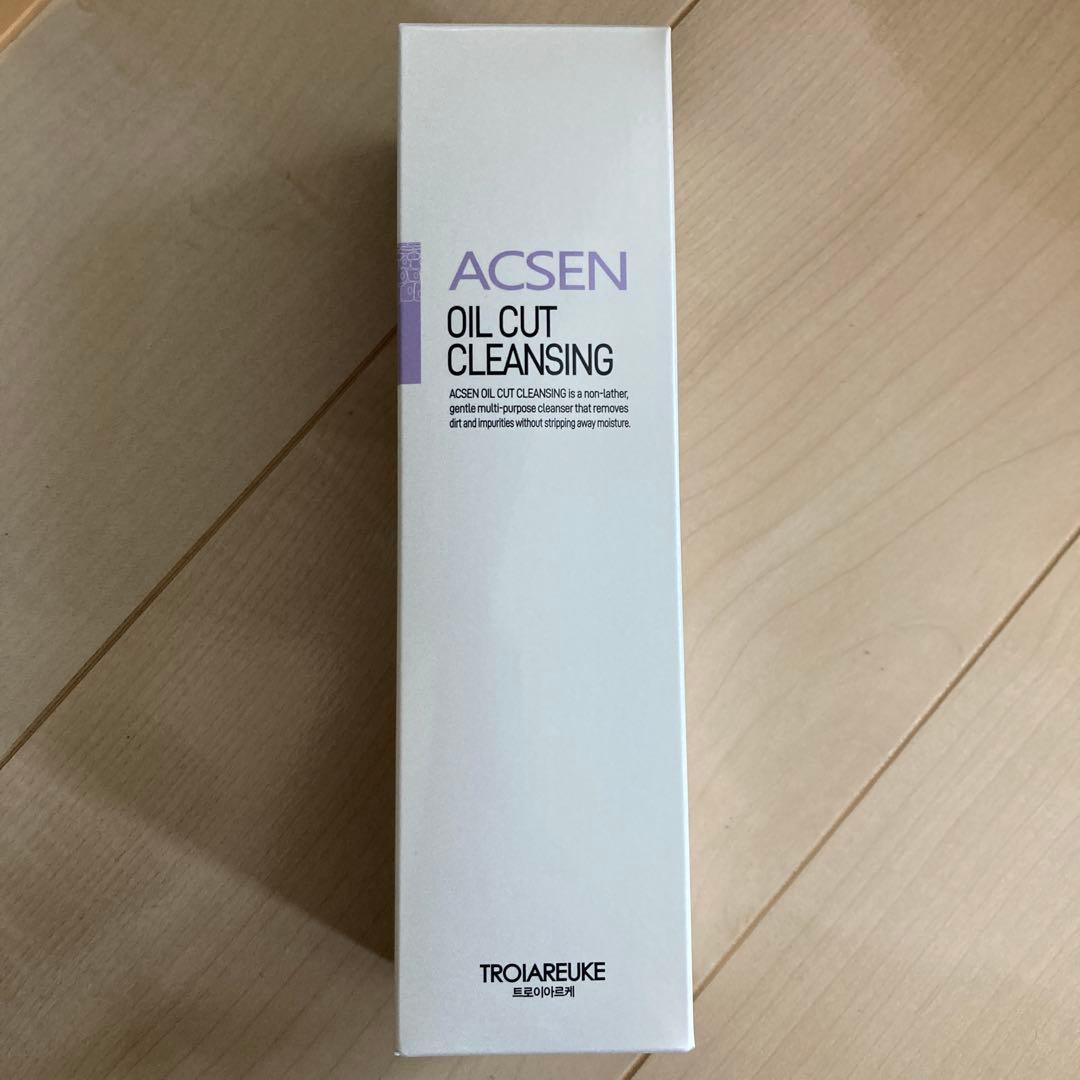 ACSEN
OIL CUT
CLEANSING
ACSEN OIL CUT CLEANSING is a non-lather,
gentle multi-purpose cleanser that removes
dirt and impurities without stripping away moisture.
TROIAREUKE
트로이아르케